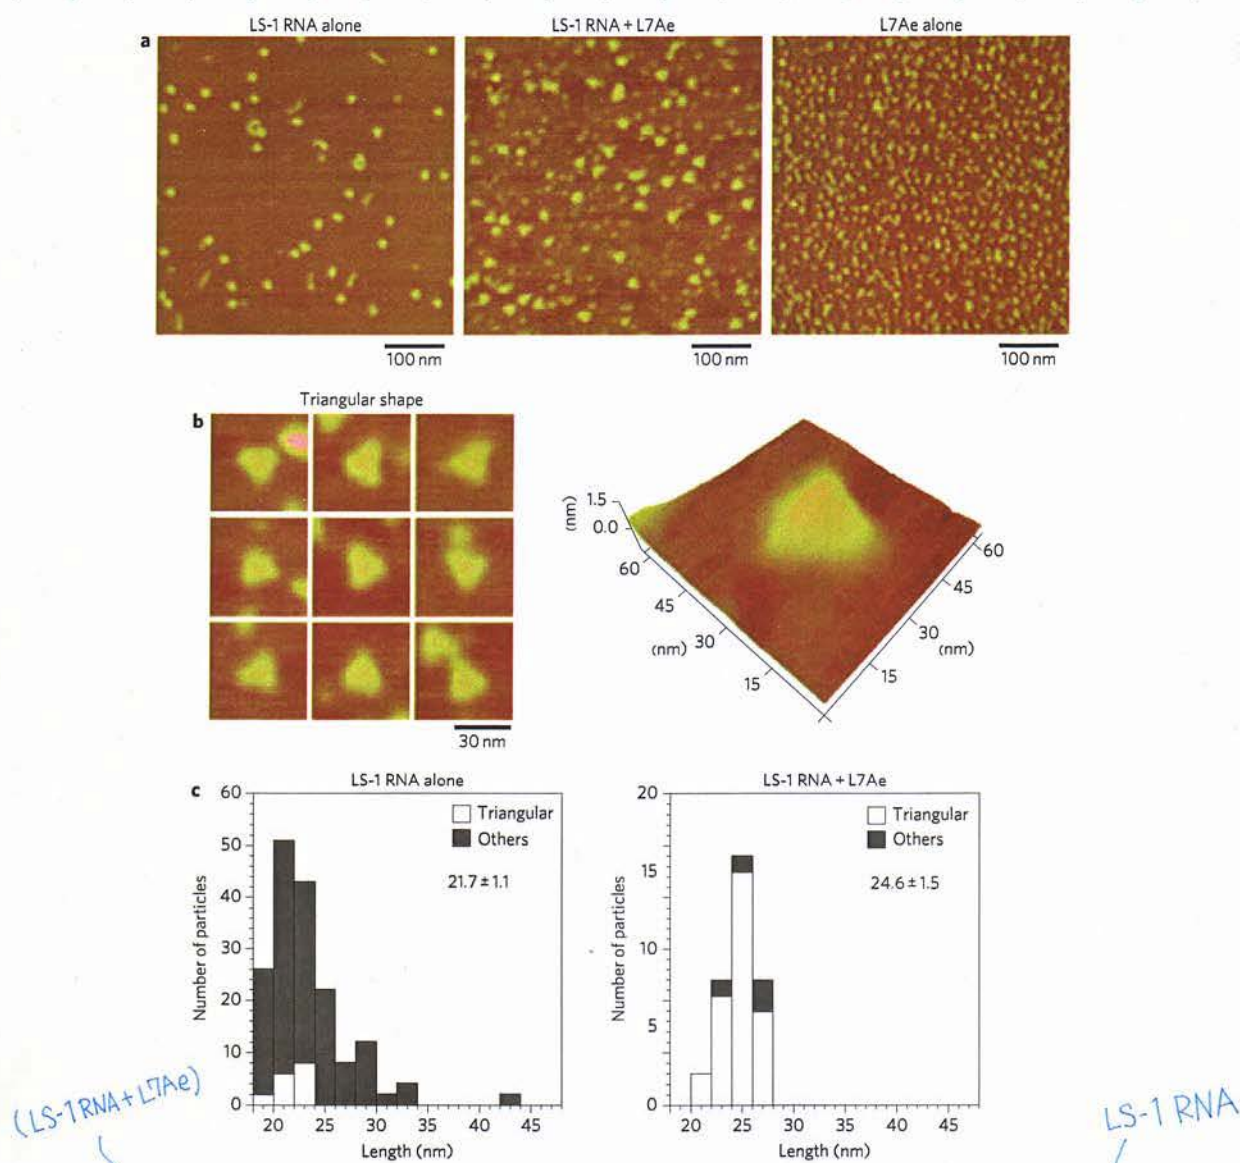 LS-1 RNA alone
LS-1 RNA + L7Ae
L7Ae alone
a
100 nm
100 nm
100 nm
b
Triangular shape
30 nm
(nm)
1.5
0.0
60
45
30
15
(nm)
60
45
30
15
(nm)
c
LS-1 RNA alone
60
50
40
30
20
10
0
Number of particles
Triangular
Others
21.7 ± 1.1
20 25 30 35 40 45
Length (nm)
LS-1 RNA + L7Ae
20
15
10
5
0
Number of particles
Triangular
Others
24.6 ± 1.5
20 25 30 35 40 45
Length (nm)
(LS-1 RNA + L7Ae)
LS-1 RNA